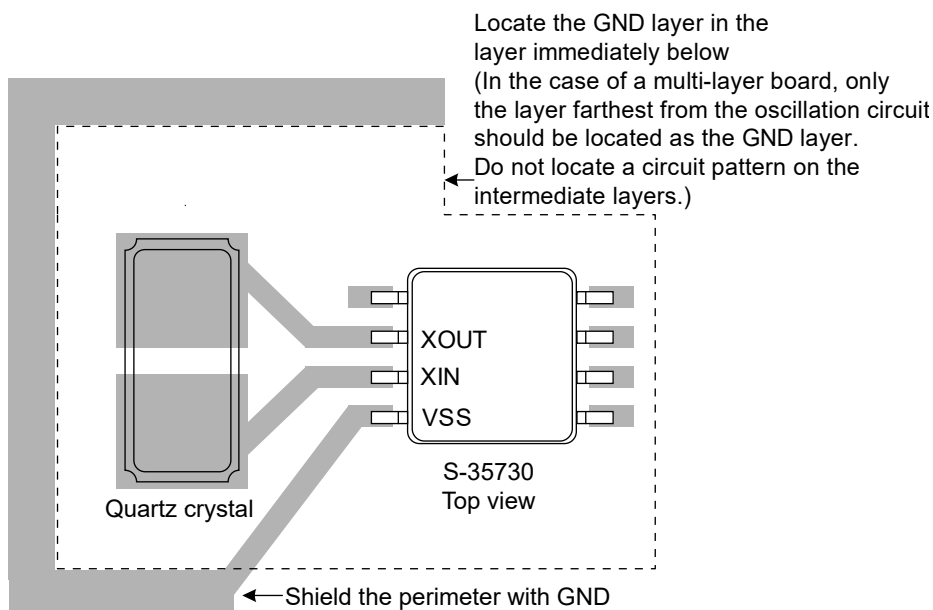 Locate the GND layer in the
layer immediately below
(In the case of a multi-layer board, only
the layer farthest from the oscillation circuit
should be located as the GND layer.
Do not locate a circuit pattern on the
intermediate layers.)
XOUT
XIN
VSS
S-35730
Top view
Quartz crystal
Shield the perimeter with GND